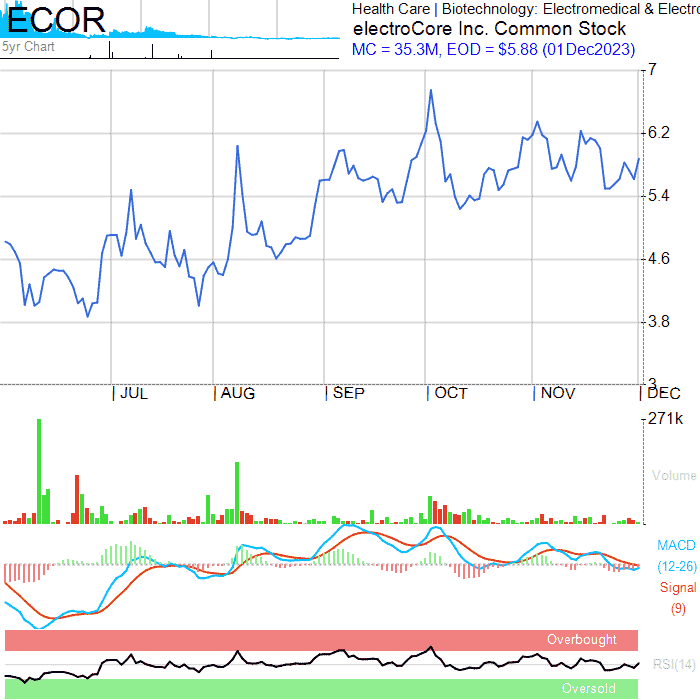 ECOR
5yr Chart
Health Care | Biotechnology: Electromedical & Electro
electroCore Inc. Common Stock
MC = 35.3M, EOD = $5.88 (01Dec2023)
7
6.2
5.4
4.6
3.8
3
JUL AUG SEP OCT NOV DEC
271k
Volume
MACD
(12-26)
Signal
(9)
Overbought
RSI(14)
Oversold